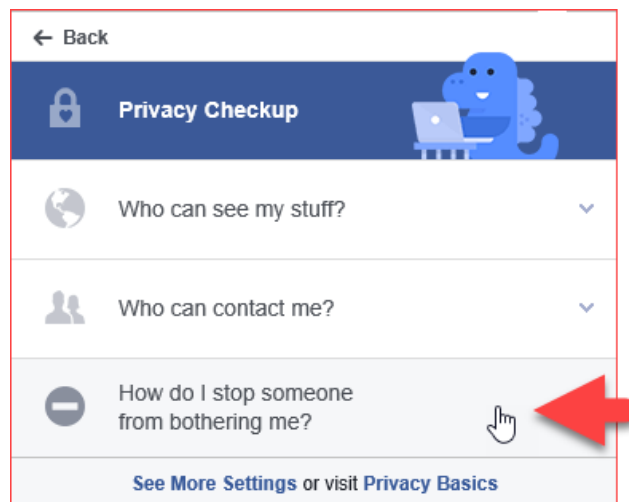 ← Back
Privacy Checkup
Who can see my stuff?
Who can contact me?
How do I stop someone
from bothering me?
See More Settings or visit Privacy Basics